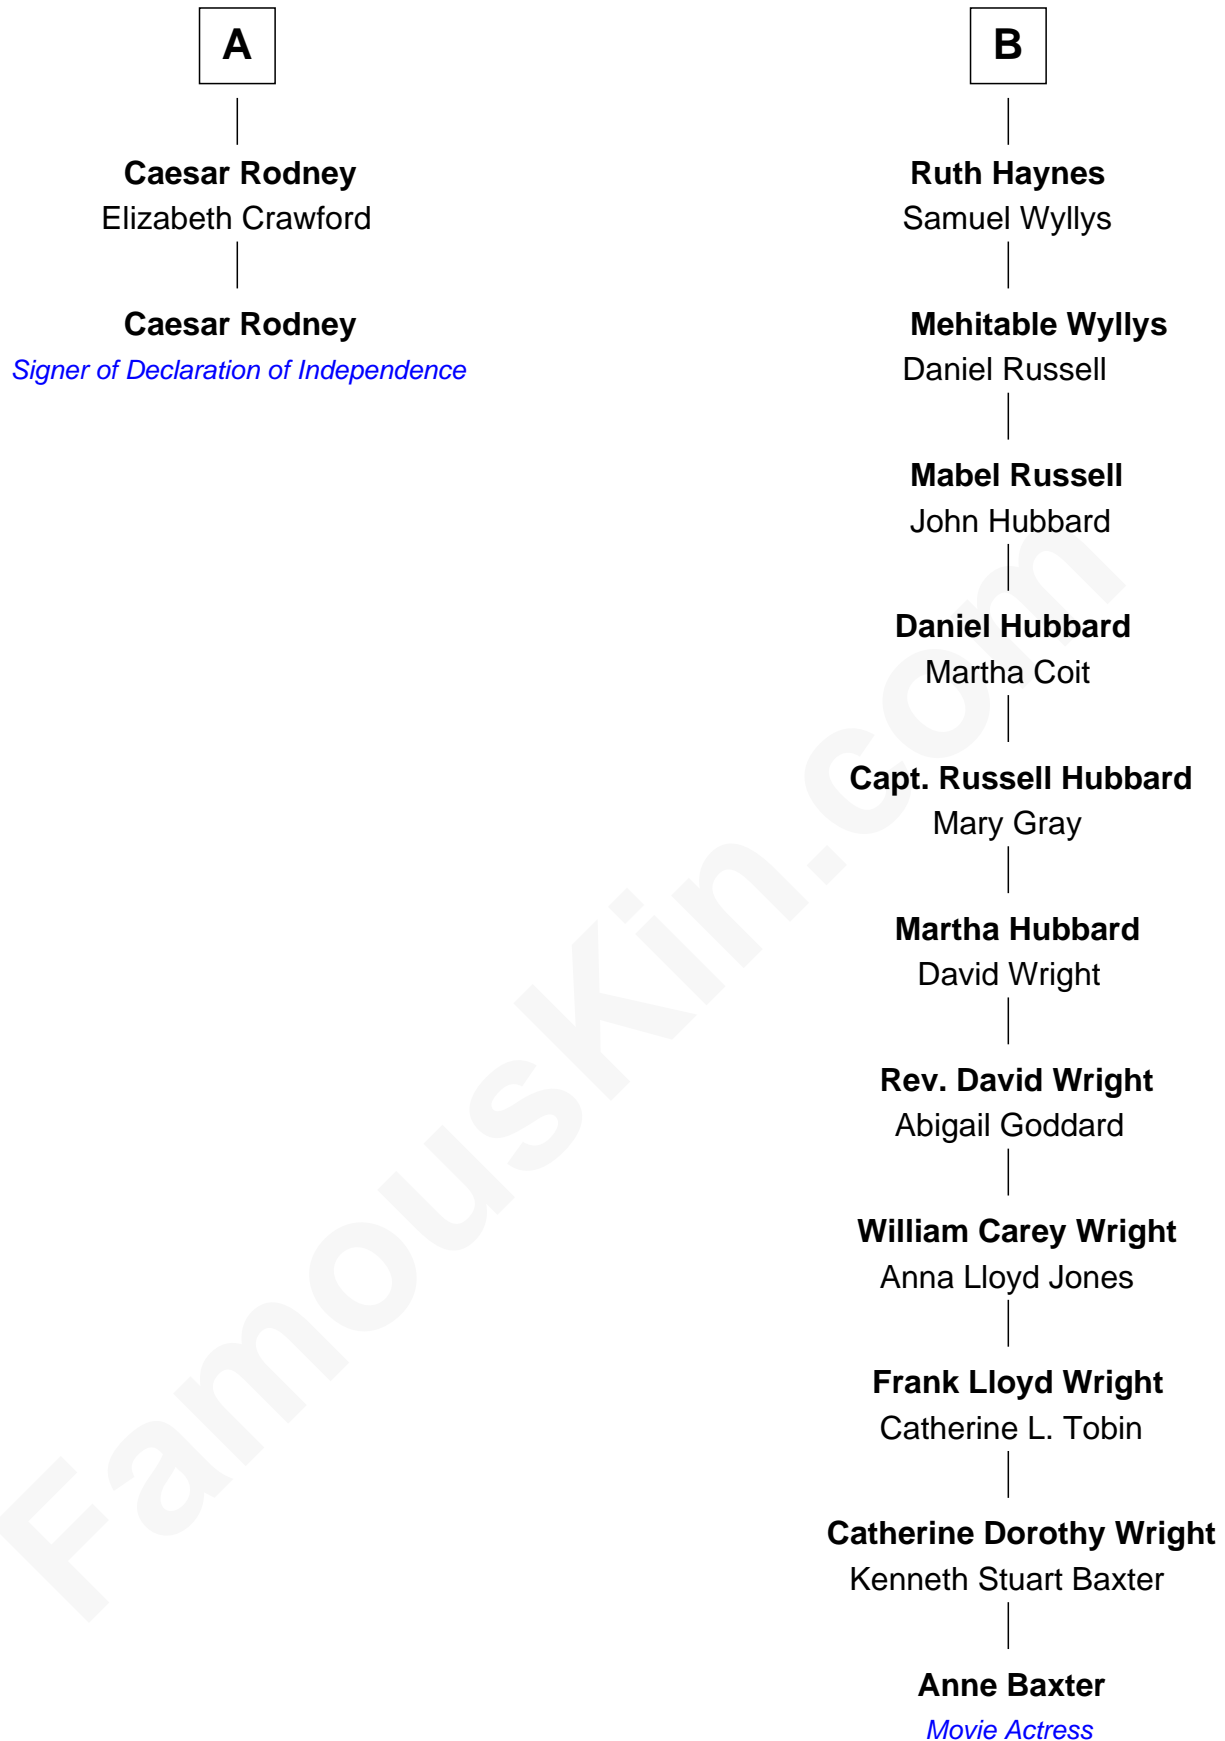 A
Caesar Rodney
Elizabeth Crawford
Caesar Rodney
Signer of Declaration of Independence
B
Ruth Haynes
Samuel Wyllys
Mehitable Wyllys
Daniel Russell
Mabel Russell
John Hubbard
Daniel Hubbard
Martha Coit
Capt. Russell Hubbard
Mary Gray
Martha Hubbard
David Wright
Rev. David Wright
Abigail Goddard
William Carey Wright
Anna Lloyd Jones
Frank Lloyd Wright
Catherine L. Tobin
Catherine Dorothy Wright
Kenneth Stuart Baxter
Anne Baxter
Movie Actress
FamousKin.com